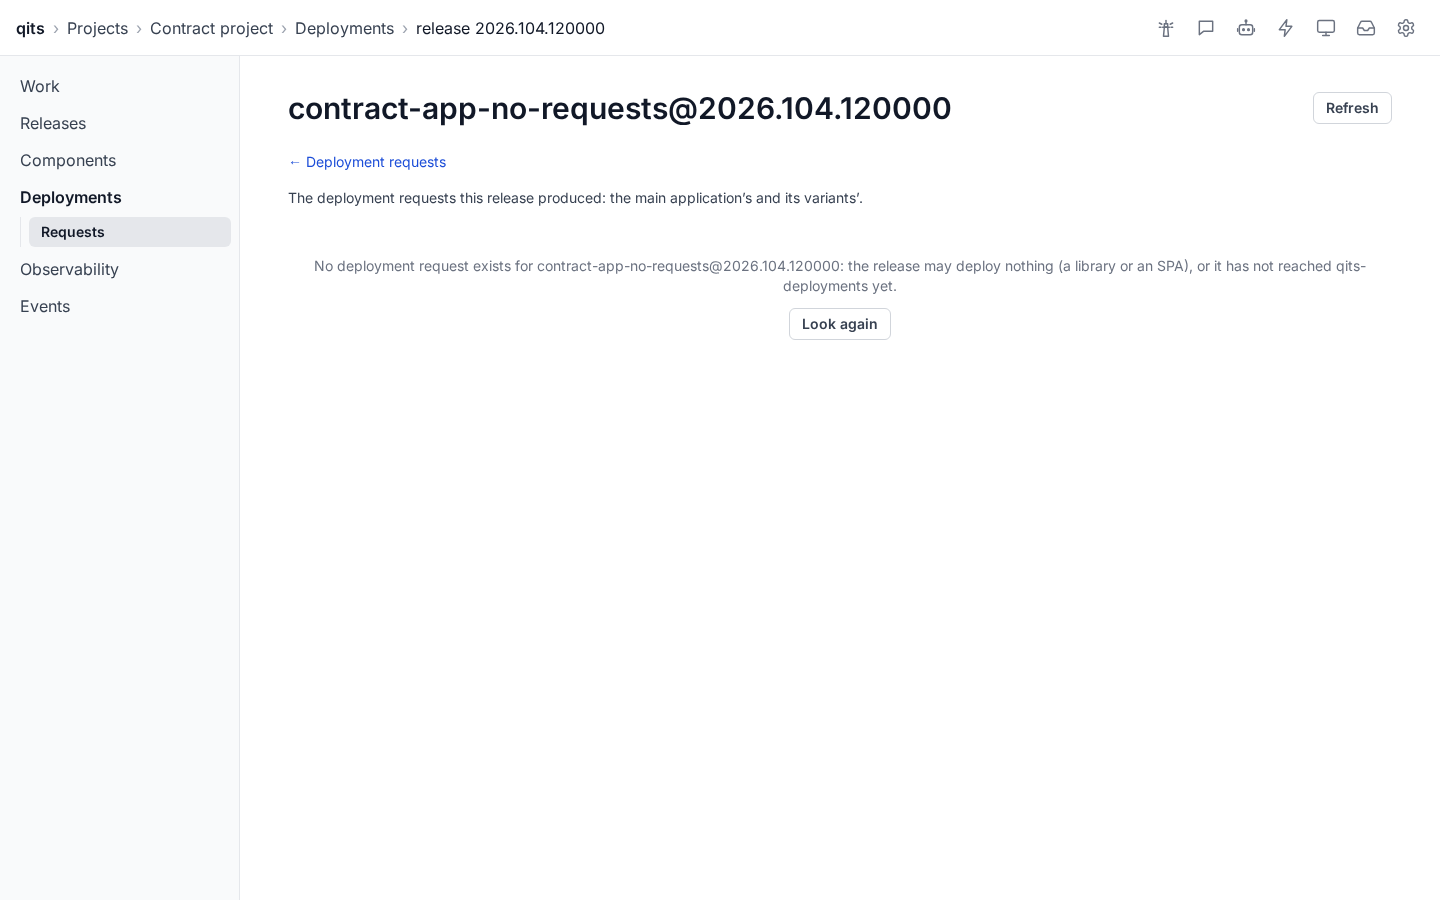 qits › Projects › Contract project › Deployments › release 2026.104.120000
Work
Releases
Components
Deployments
Requests
Observability
Events
contract-app-no-requests@2026.104.120000
Refresh
← Deployment requests
The deployment requests this release produced: the main application’s and its variants’.
No deployment request exists for contract-app-no-requests@2026.104.120000: the release may deploy nothing (a library or an SPA), or it has not reached qits-
deployments yet.
Look again